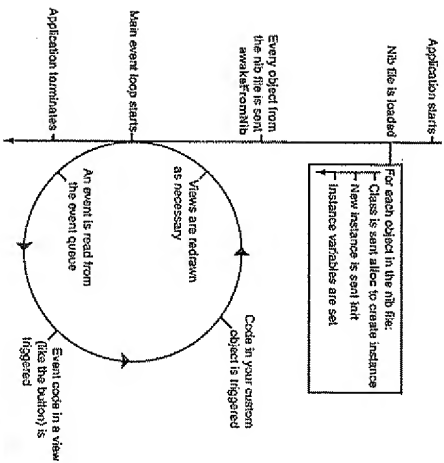 Application starts
Nib file is loaded
For each object in the nib file:
Class is sent alloc to create instance
New instance is sent init
Instance variables are set
Every object from
the nib file is sent
awakeFromNib
Main event loop starts
Views are redrawn
as necessary
Code in your custom
object is triggered
An event is read from
the event queue
Event code in a view
(like the button) is
triggered
Application terminates